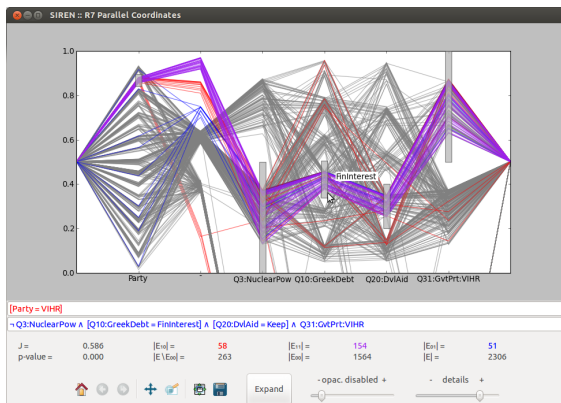 SIREN :: R7 Parallel Coordinates
1.0
0.8
0.6
0.4
0.2
0.0
FinInterest
Party . Q3:NuclearPow Q10:GreekDebt Q20:DvlAid Q31:GvtPrt:VIHR
[Party = VIHR]
¬ Q3:NuclearPow ∧ [Q10:GreekDebt = FinInterest] ∧ [Q20:DvlAid = Keep] ∧ Q31:GvtPrt:VIHR
J = 0.586 |E₁₀| = 58 |E₁₁| = 154 |E₀₁| = 51
p-value = 0.000 |E\E₀₀| = 263 |E₀₀| = 1564 |E| = 2306
Expand - opac. disabled + - details +